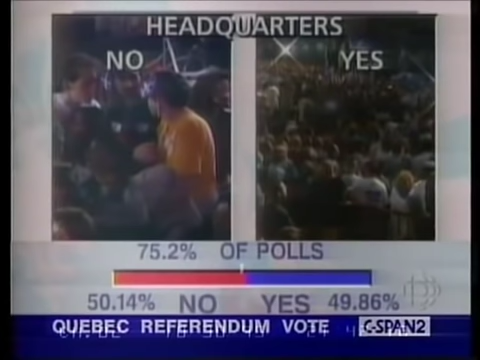 HEADQUARTERS
NO YES
75.2% OF POLLS
50.14% NO YES 49.86%
QUEBEC REFERENDUM VOTE C-SPAN2